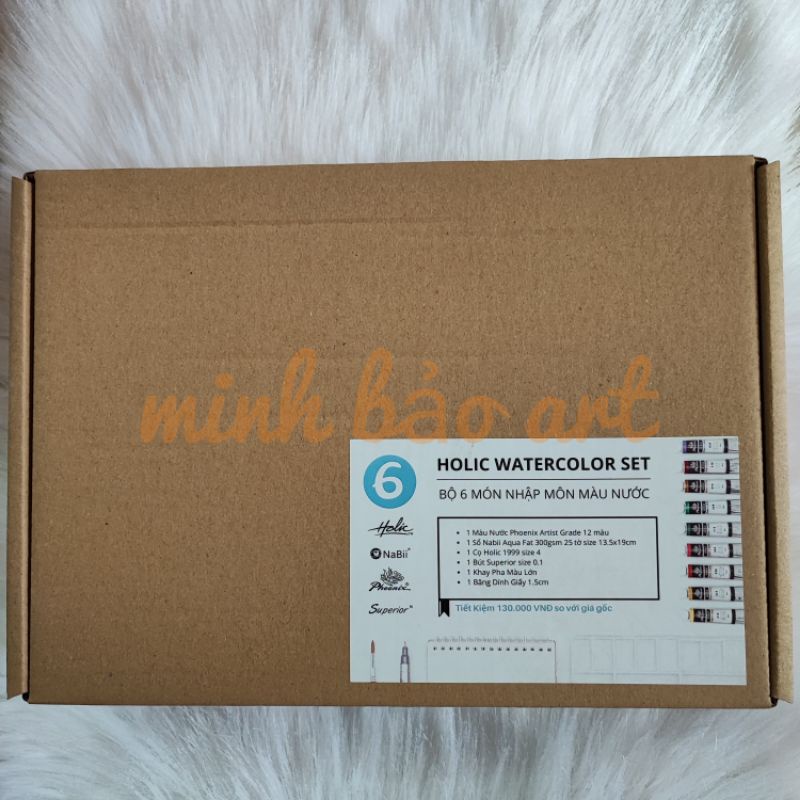 minh bảo art
6
HOLIC WATERCOLOR SET
BỘ 6 MÓN NHẬP MÔN MÀU NƯỚC
Holic
NaBii
Phoenix
Superior
• 1 Màu Nước Phoenix Artist Grade 12 màu
• 1 Sổ Nabii Aqua Fat 300gsm 25 tờ size 13.5x19cm
• 1 Cọ Holic 1999 size 4
• 1 Bút Superior size 0.1
• 1 Khay Pha Màu Lớn
• 1 Băng Dính Giấy 1.5cm
Tiết Kiệm 130.000 VNĐ so với giá gốc